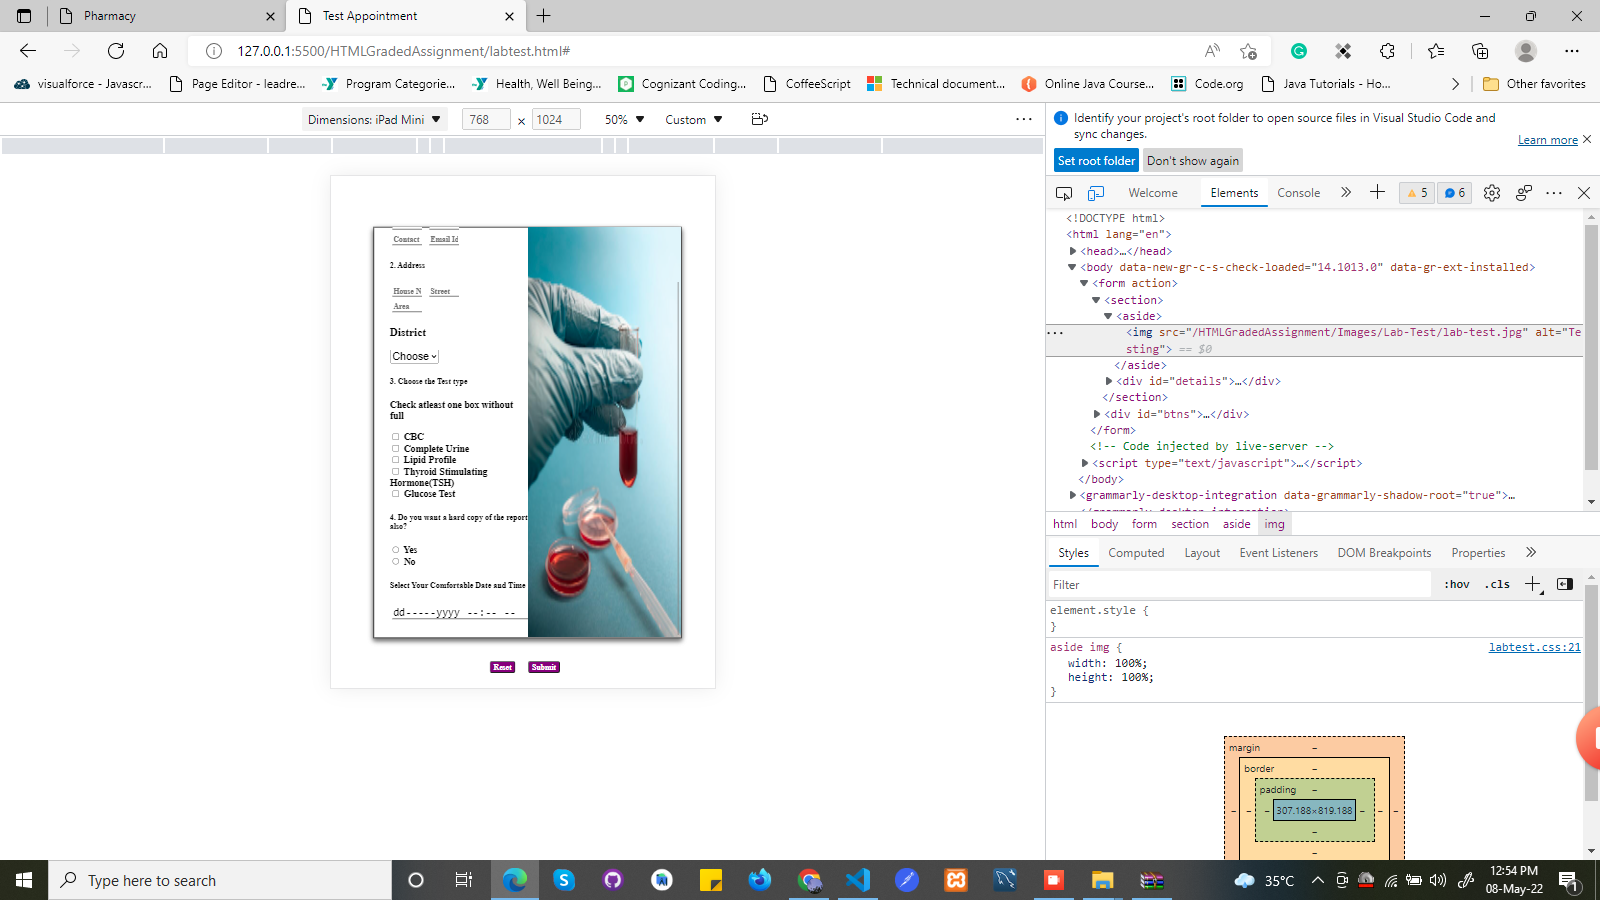 Pharmacy
Test Appointment
127.0.0.1:5500/HTMLGradedAssignment/labtest.html#
visualforce - Javascr...
Page Editor - leadre...
Program Categorie...
Health, Well Being...
Cognizant Coding...
CoffeeScript
Technical document...
Online Java Course...
Code.org
Java Tutorials - Ho...
Other favorites
Dimensions: iPad Mini
768
x
1024
50%
Custom
Contact
Email Id
2. Address
House N
Street
Area
District
Choose
3. Choose the Test type
Check atleast one box without
full
CBC
Complete Urine
Lipid Profile
Thyroid Stimulating
Hormone(TSH)
Glucose Test
4. Do you want a hard copy of the report
also?
Yes
No
Select Your Comfortable Date and Time
dd-----yyyy --:-- --
Reset
Submit
Identify your project's root folder to open source files in Visual Studio Code and
sync changes.
Learn more
Set root folder
Don't show again
Welcome
Elements
Console
5
6
<!DOCTYPE html>
<html lang="en">
<head>…</head>
<body data-new-gr-c-s-check-loaded="14.1013.0" data-gr-ext-installed>
<form action>
<section>
<aside>
<img src="/HTMLGradedAssignment/Images/Lab-Test/lab-test.jpg" alt="Te
sting"> == $0
</aside>
<div id="details">…</div>
</section>
<div id="btns">…</div>
</form>
<!-- Code injected by live-server -->
<script type="text/javascript">…</script>
</body>
<grammarly-desktop-integration data-grammarly-shadow-root="true">…
</grammarly-desktop-integration>
html body form section aside img
Styles
Computed
Layout
Event Listeners
DOM Breakpoints
Properties
Filter
:hov
.cls
element.style {
}
aside img {
labtest.css:21
width: 100%;
height: 100%;
}
margin
border
padding
307.188×819.188
Type here to search
35°C
12:54 PM
08-May-22
1